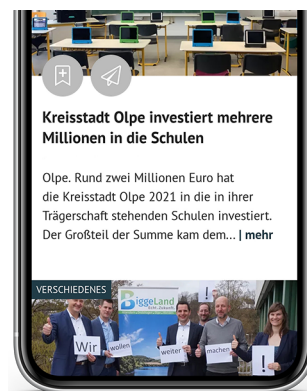 Kreisstadt Olpe investiert mehrere
Millionen in die Schulen
Olpe. Rund zwei Millionen Euro hat
die Kreisstadt Olpe 2021 in die in ihrer
Trägerschaft stehenden Schulen investiert.
Der Großteil der Summe kam dem... | mehr
VERSCHIEDENES
BiggeLand
Echt.Zukunft.
!
Wir wollen weiter machen !